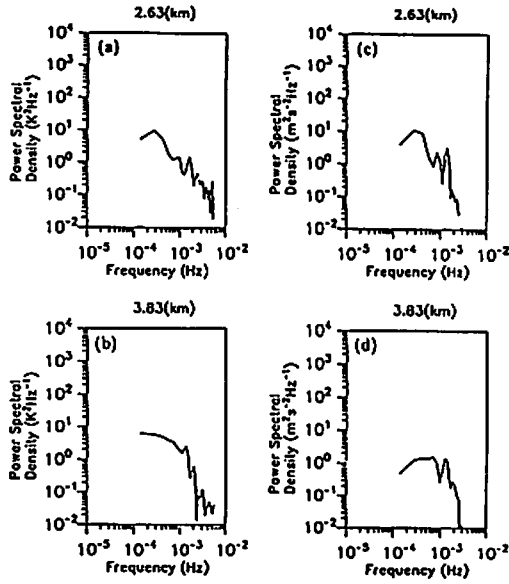 2.63(km)
(a)
Power Spectral
Density (K²Hz⁻¹)
10⁴
10³
10²
10¹
10⁰
10⁻¹
10⁻²
10⁻⁵ 10⁻⁴ 10⁻³ 10⁻²
Frequency (Hz)
2.63(km)
(c)
Power Spectral
Density (m²s⁻²Hz⁻¹)
10⁴
10³
10²
10¹
10⁰
10⁻¹
10⁻²
10⁻⁵ 10⁻⁴ 10⁻³ 10⁻²
Frequency (Hz)
3.83(km)
(b)
Power Spectral
Density (K²Hz⁻¹)
10⁴
10³
10²
10¹
10⁰
10⁻¹
10⁻²
10⁻⁵ 10⁻⁴ 10⁻³ 10⁻²
Frequency (Hz)
3.83(km)
(d)
Power Spectral
Density (m²s⁻²Hz⁻¹)
10⁴
10³
10²
10¹
10⁰
10⁻¹
10⁻²
10⁻⁵ 10⁻⁴ 10⁻³ 10⁻²
Frequency (Hz)